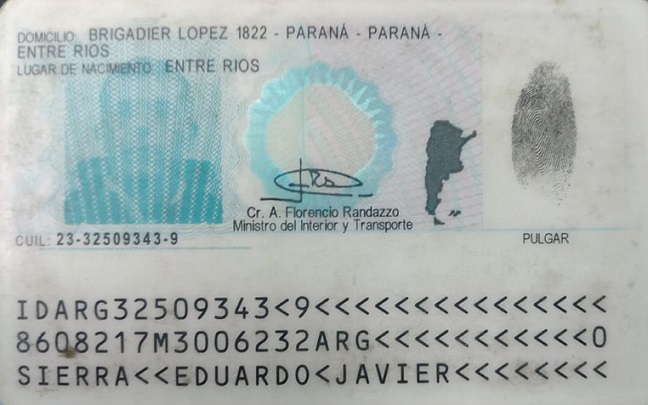 DOMICILIO: BRIGADIER LOPEZ 1822 - PARANÁ - PARANÁ -
ENTRE RIOS
LUGAR DE NACIMIENTO: ENTRE RIOS
Cr. A. Florencio Randazzo
Ministro del Interior y Transporte
CUIL: 23-32509343-9
PULGAR
IDARG32509343<9<<<<<<<<<<<<<<<
8608217M3006232ARG<<<<<<<<<<<0
SIERRA<<EDUARDO<JAVIER<<<<<<<<